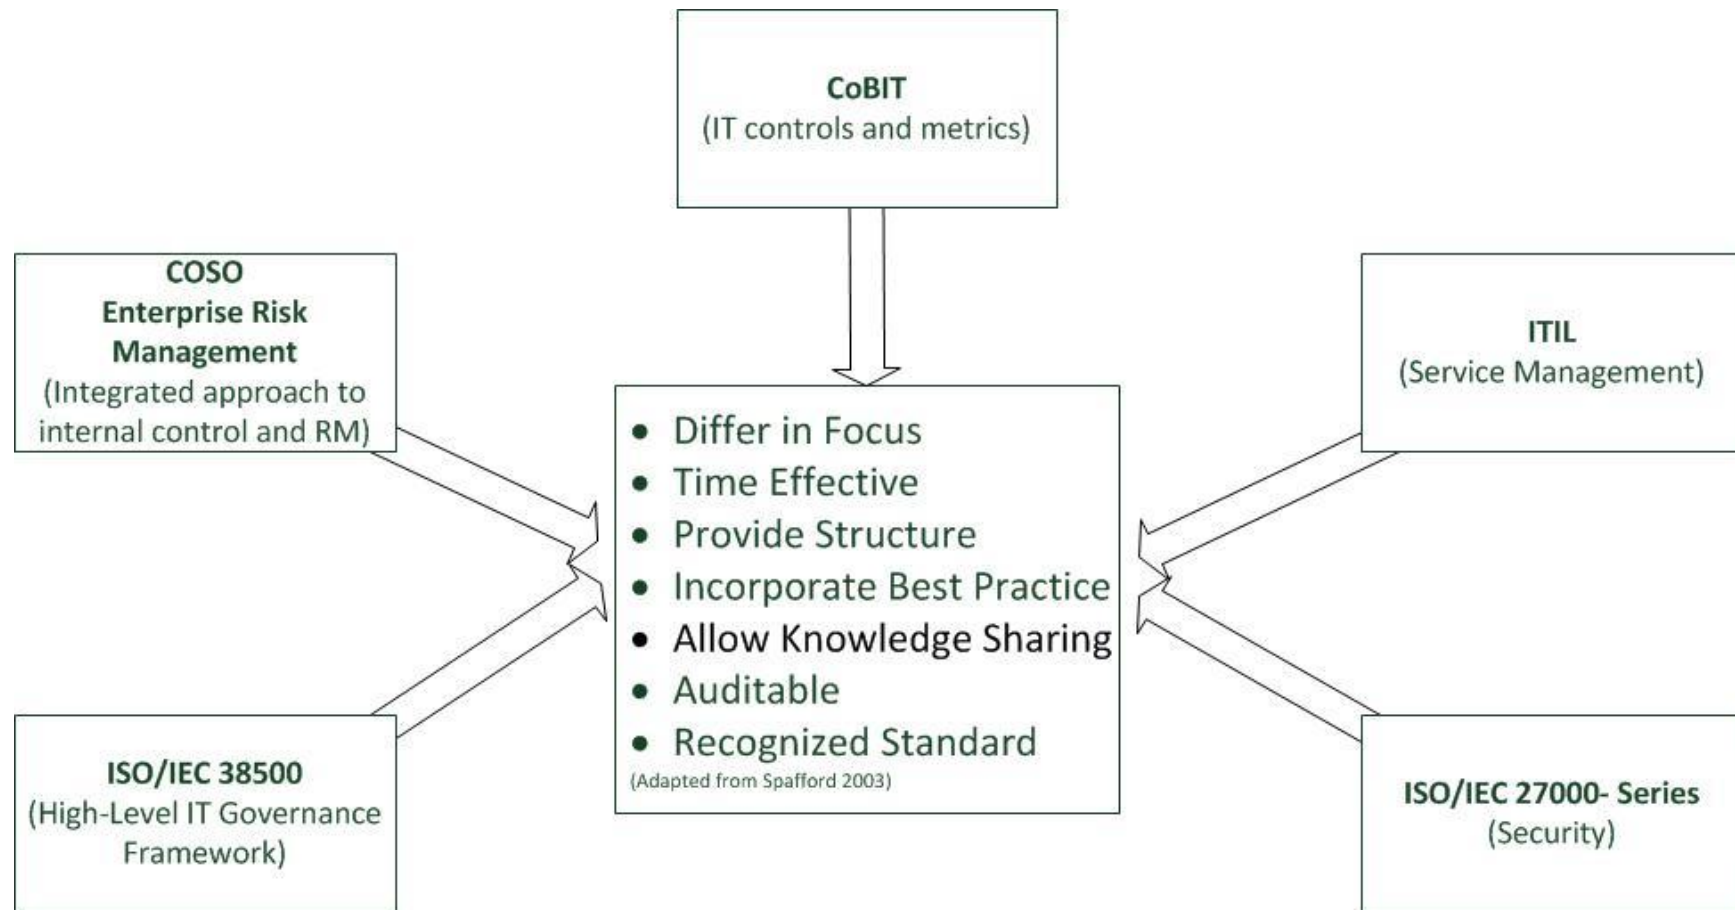 CoBIT
(IT controls and metrics)
COSO
Enterprise Risk
Management
(Integrated approach to
internal control and RM)
ITIL
(Service Management)
• Differ in Focus
• Time Effective
• Provide Structure
• Incorporate Best Practice
• Allow Knowledge Sharing
• Auditable
• Recognized Standard
(Adapted from Spafford 2003)
ISO/IEC 38500
(High-Level IT Governance
Framework)
ISO/IEC 27000- Series
(Security)